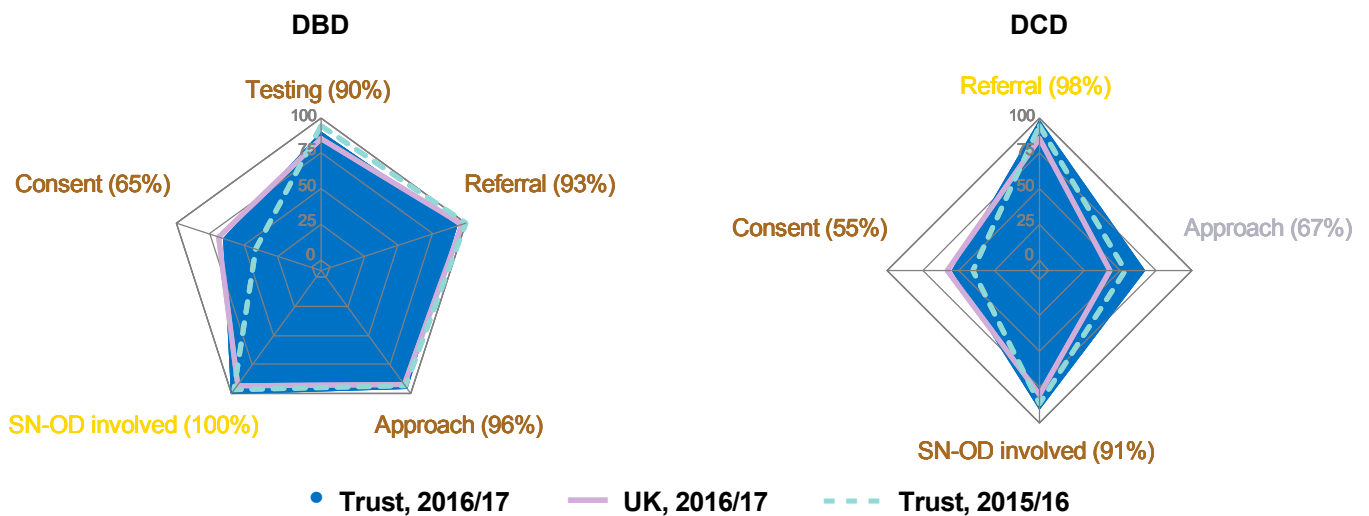 DBD
Testing (90%)
100
75
50
25
0
Consent (65%)
Referral (93%)
SN-OD involved (100%)
Approach (96%)
DCD
Referral (98%)
100
75
50
25
0
Consent (55%)
Approach (67%)
SN-OD involved (91%)
Trust, 2016/17
UK, 2016/17
Trust, 2015/16